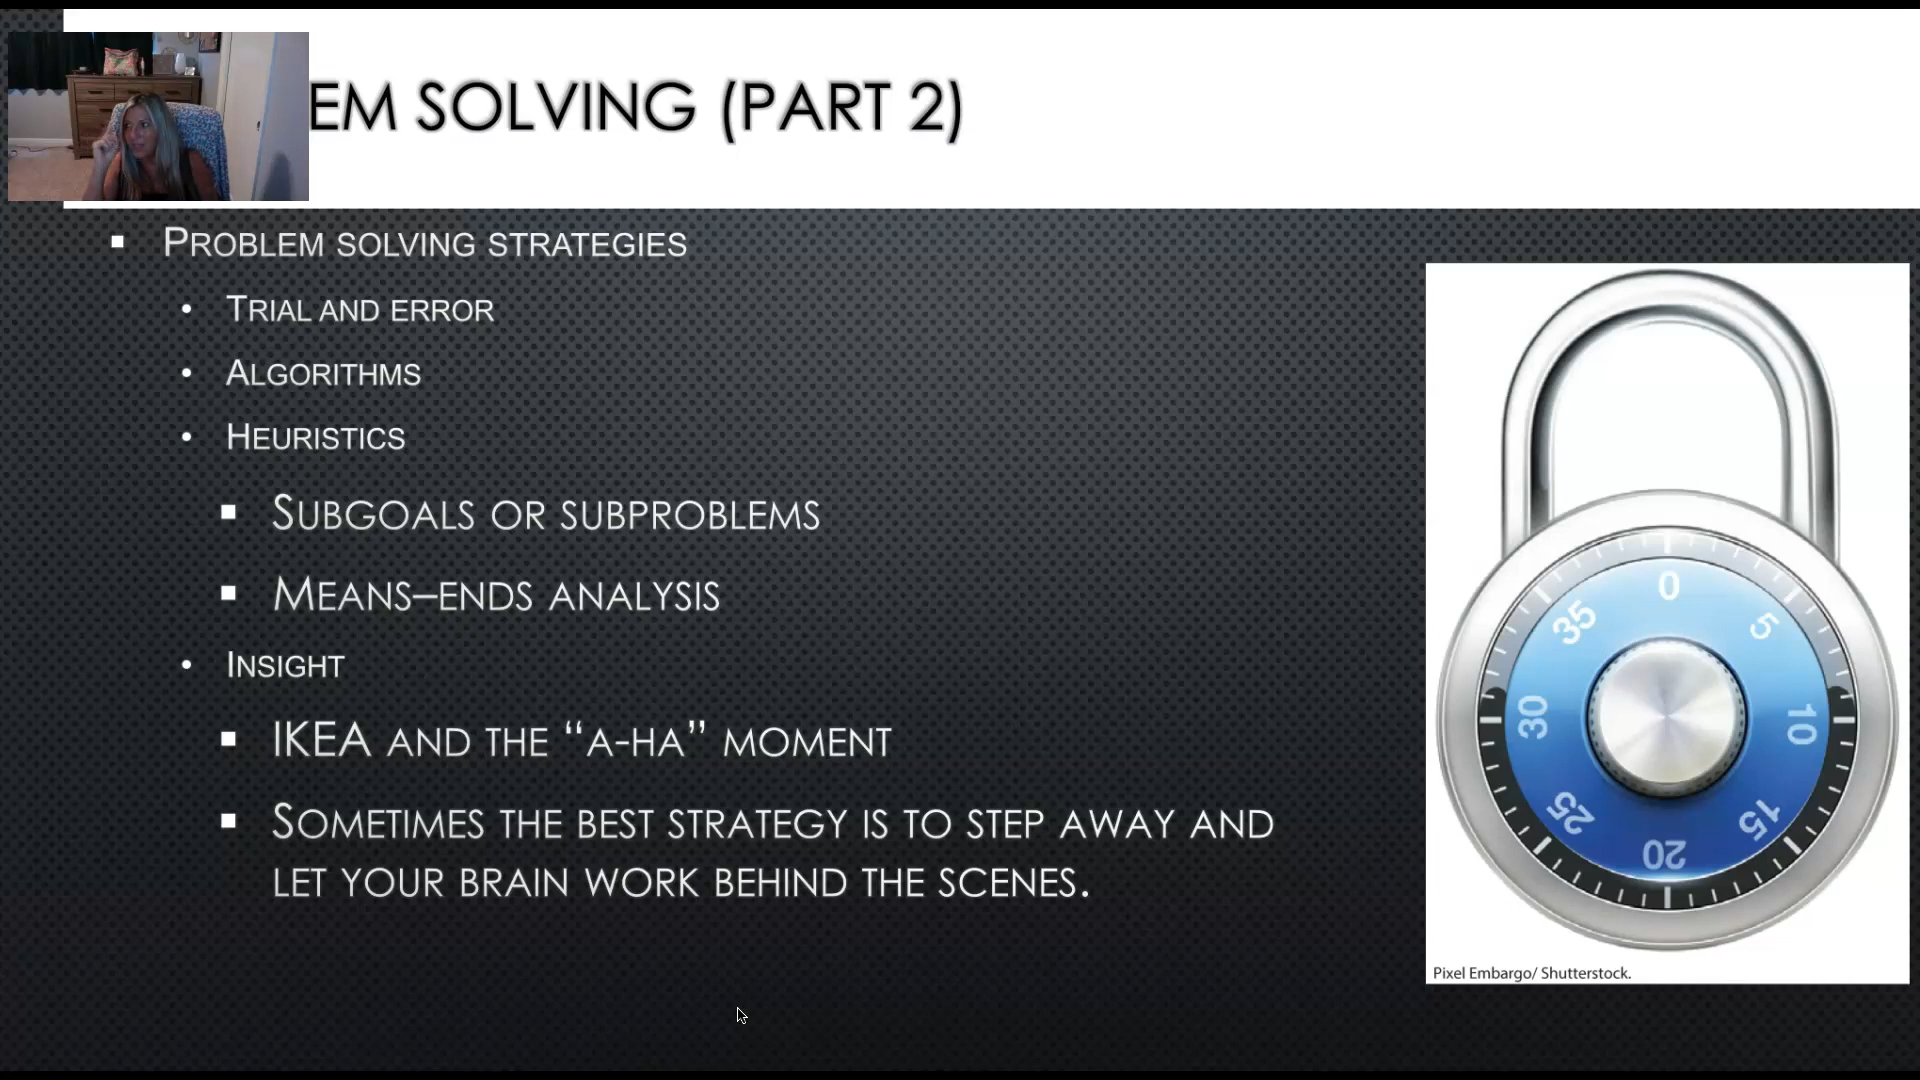 EM SOLVING (PART 2)
PROBLEM SOLVING STRATEGIES
TRIAL AND ERROR
ALGORITHMS
HEURISTICS
SUBGOALS OR SUBPROBLEMS
MEANS–ENDS ANALYSIS
INSIGHT
IKEA AND THE “A-HA” MOMENT
SOMETIMES THE BEST STRATEGY IS TO STEP AWAY AND
LET YOUR BRAIN WORK BEHIND THE SCENES.
0
5
10
15
20
25
30
35
Pixel Embargo/ Shutterstock.